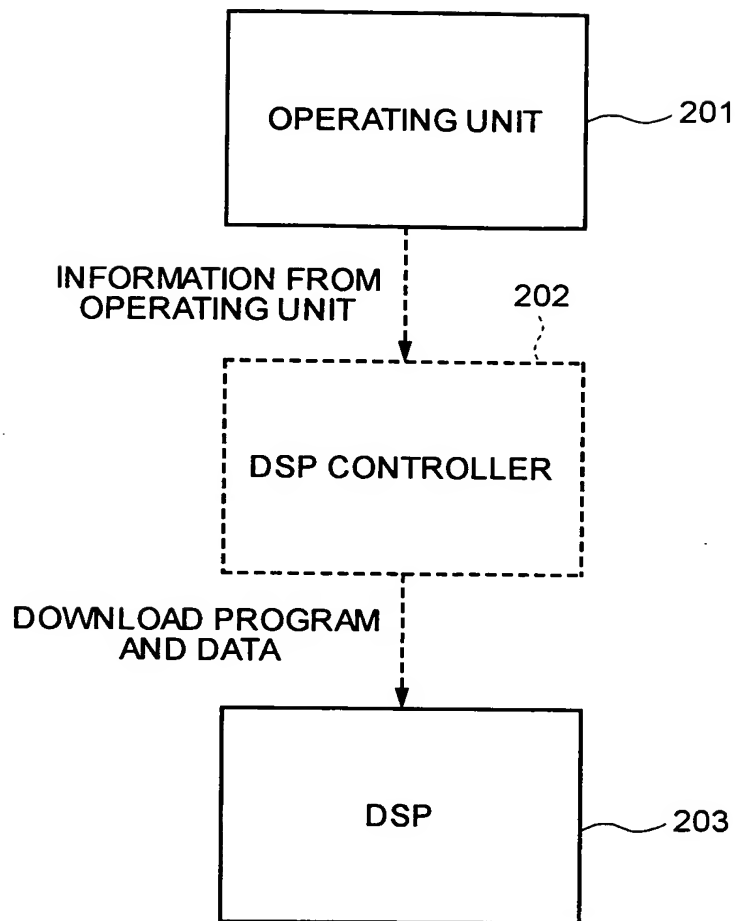 OPERATING UNIT
201
INFORMATION FROM
OPERATING UNIT
202
DSP CONTROLLER
DOWNLOAD PROGRAM
AND DATA
DSP
203